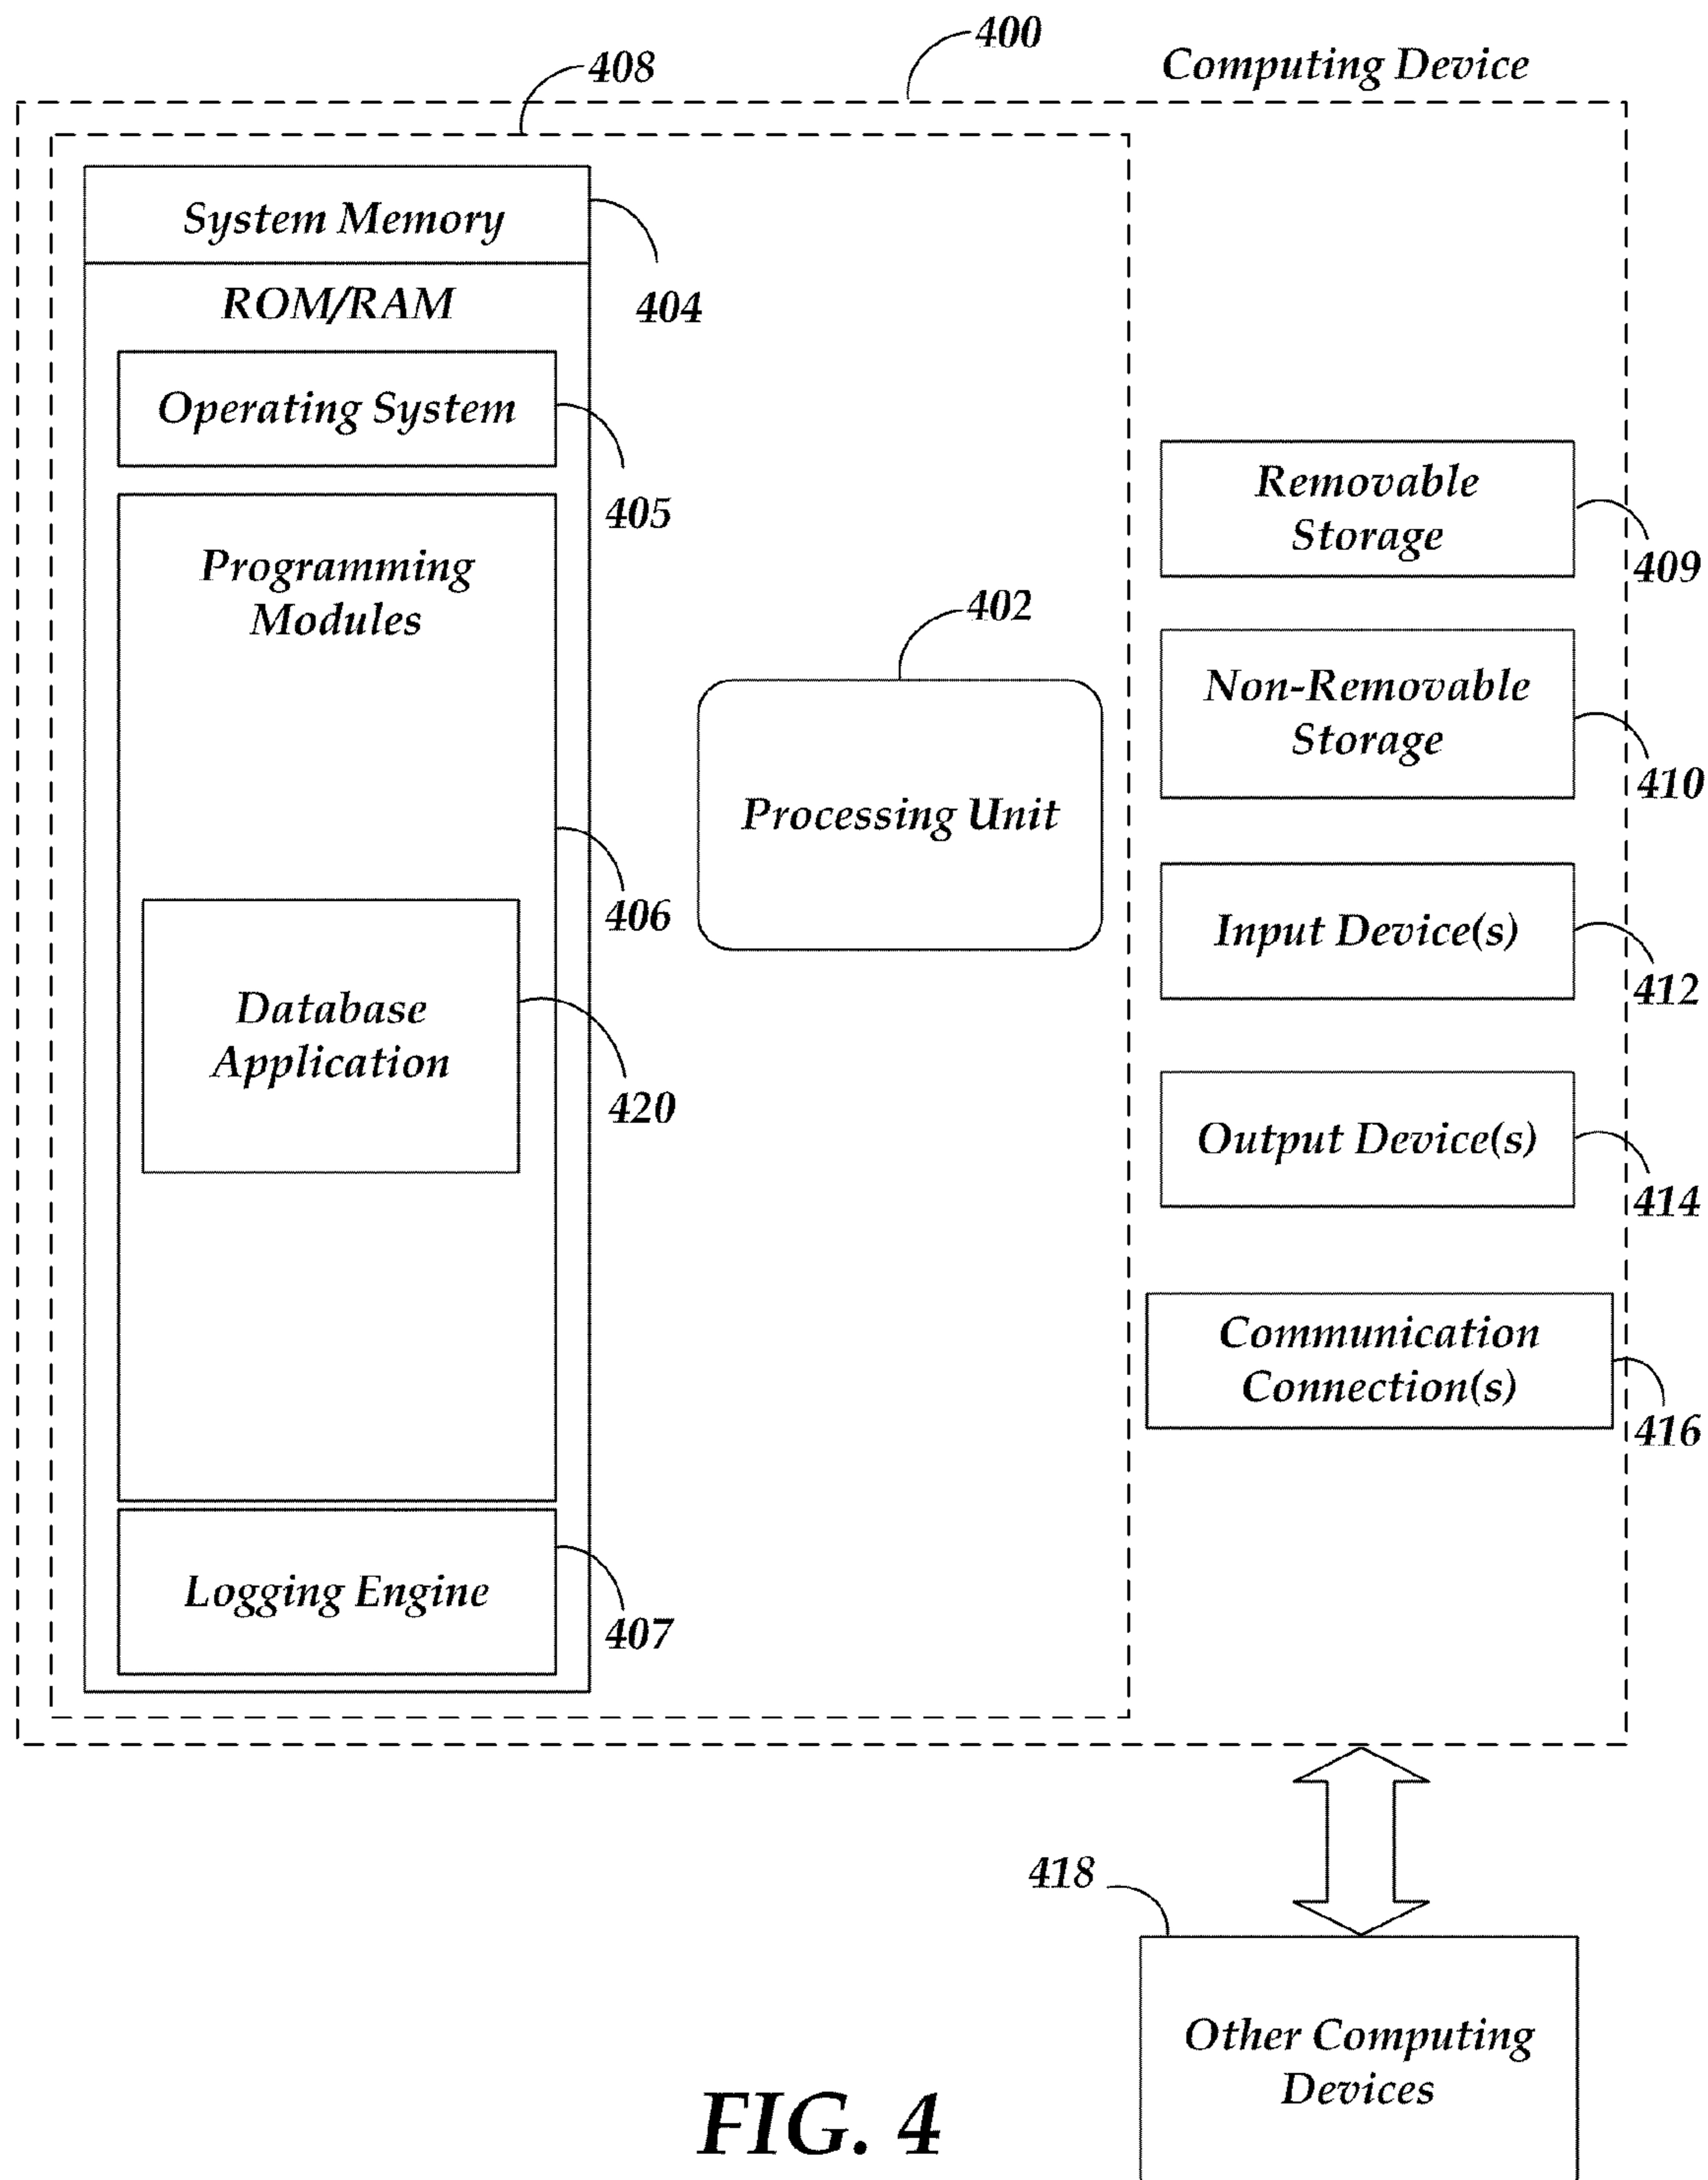 400
Computing Device
408
System Memory
404
ROM/RAM
Operating System
405
Programming
Modules
406
Database
Application
420
Logging Engine
407
402
Processing Unit
Removable
Storage
409
Non-Removable
Storage
410
Input Device(s)
412
Output Device(s)
414
Communication
Connection(s)
416
418
Other Computing
Devices
FIG. 4